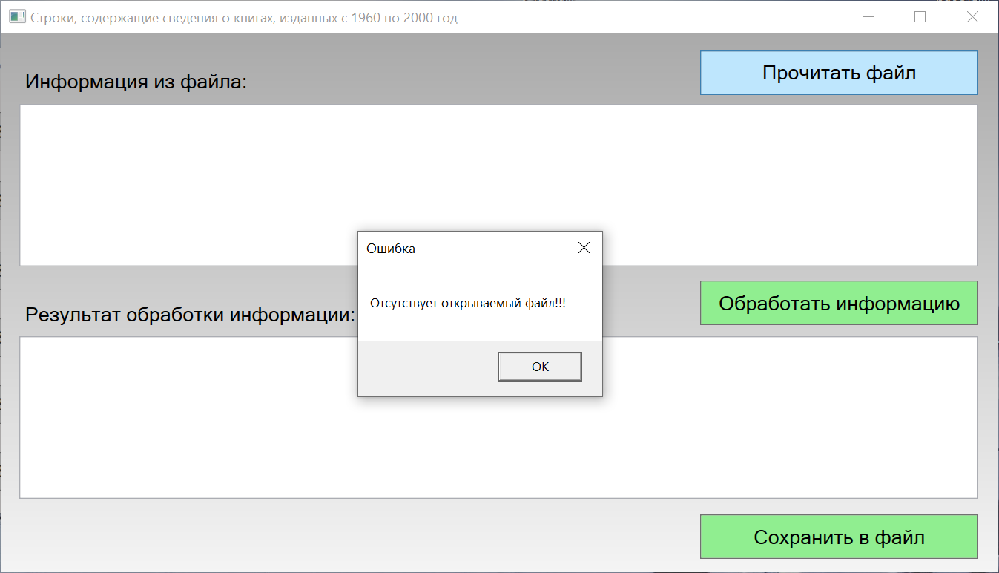 Строки, содержащие сведения о книгах, изданных с 1960 по 2000 год
Информация из файла:
Прочитать файл
Ошибка
Отсутствует открываемый файл!!!
OK
Результат обработки информации:
Обработать информацию
Сохранить в файл